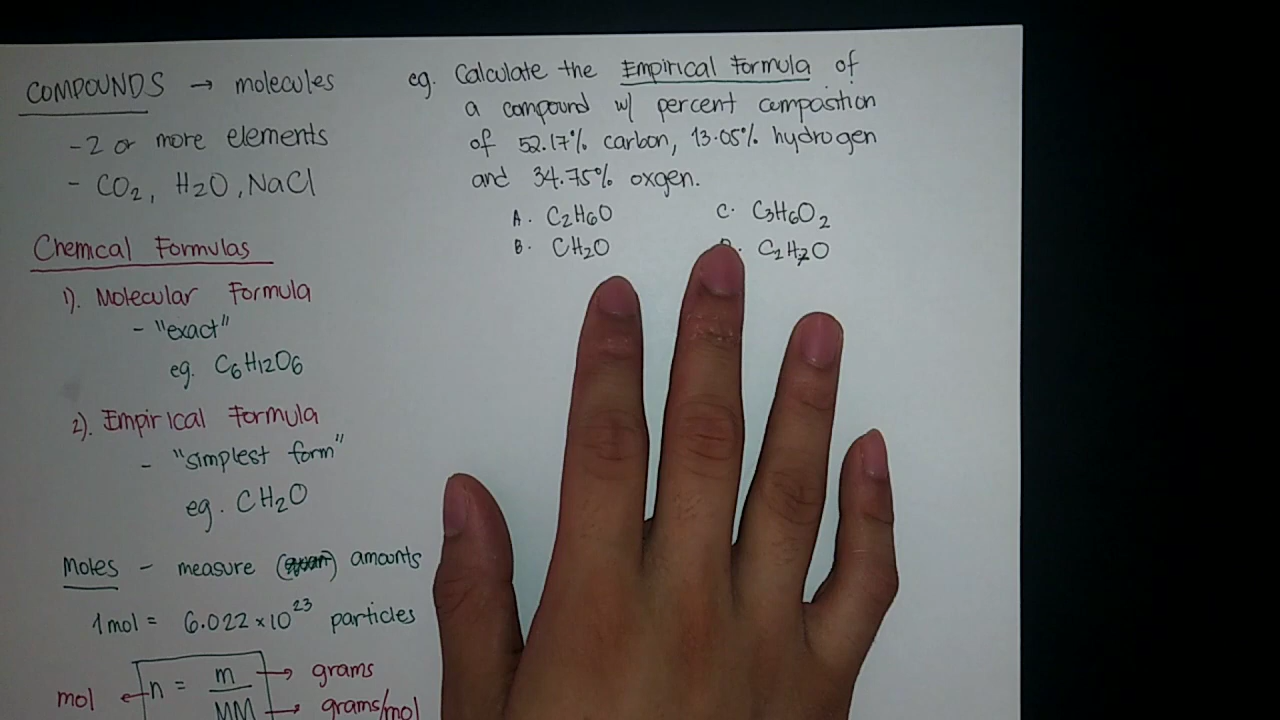 COMPOUNDS → molecules
- 2 or more elements
- CO2, H2O, NaCl
Chemcal Formulas
1). Molecular Formula
- "exact"
eg. C6H12O6
2). Empirical Formula
- "simplest form"
eg. CH2O
Moles - measure () amounts
1 mol = 6.022 × 10^23 particles
mol ← n = m/MM → grams
→ grams/mol
eg. Calculate the Empirical Formula of
a compound w/ percent composition
of 52.17% carbon, 13.05% hydrogen
and 34.75% oxgen.
A. C2H6O
B. CH2O
C. C3H6O2
C2H7O